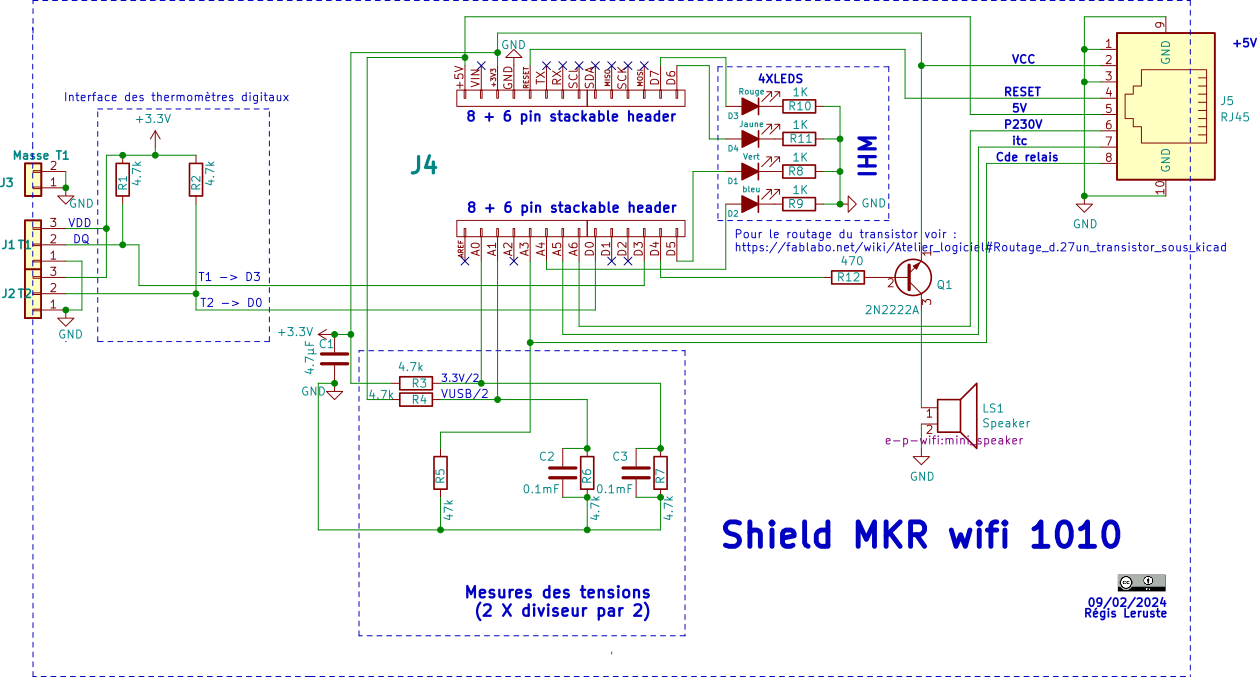 +5V
GND
9
1
2
3
4
5
6
7
8
10
GND
J5
RJ45
VCC
RESET
5V
P230V
itc
Cde relais
GND
GND
+5V
VIN
+3V3
GND
RESET
TX
RX
SCL
SDA
MISO
SCK
MOSI
D7
D6
8 + 6 pin stackable header
J4
8 + 6 pin stackable header
AREF
A0
A1
A2
A3
A4
A5
A6
D0
D1
D2
D3
D4
D5
4XLEDS
Rouge
1K
R10
D3
Jaune
1K
R11
D4
Vert
1K
R8
D1
bleu
1K
R9
D2
GND
IHM
Interface des thermomètres digitaux
+3.3V
R1
4.7k
R2
4.7k
Masse T1
J3
2
1
GND
VDD
DQ
J1
T1
3
2
1
J2
T2
3
2
1
GND
T1 -> D3
T2 -> D0
Pour le routage du transistor voir :
https://fablabo.net/wiki/Atelier_logiciel#Routage_d.27un_transistor_sous_kicad
470
R12
1
2
3
Q1
2N2222A
+3.3V
C1
4.7µF
GND
4.7k
R3
3.3V/2
4.7k
R4
VUSB/2
R5
47k
C2
0.1mF
R6
4.7k
C3
0.1mF
R7
4.7k
1
2
LS1
Speaker
e-p-wifi:mini_speaker
GND
Shield MKR wifi 1010
Mesures des tensions
(2 X diviseur par 2)
09/02/2024
Régis Leruste